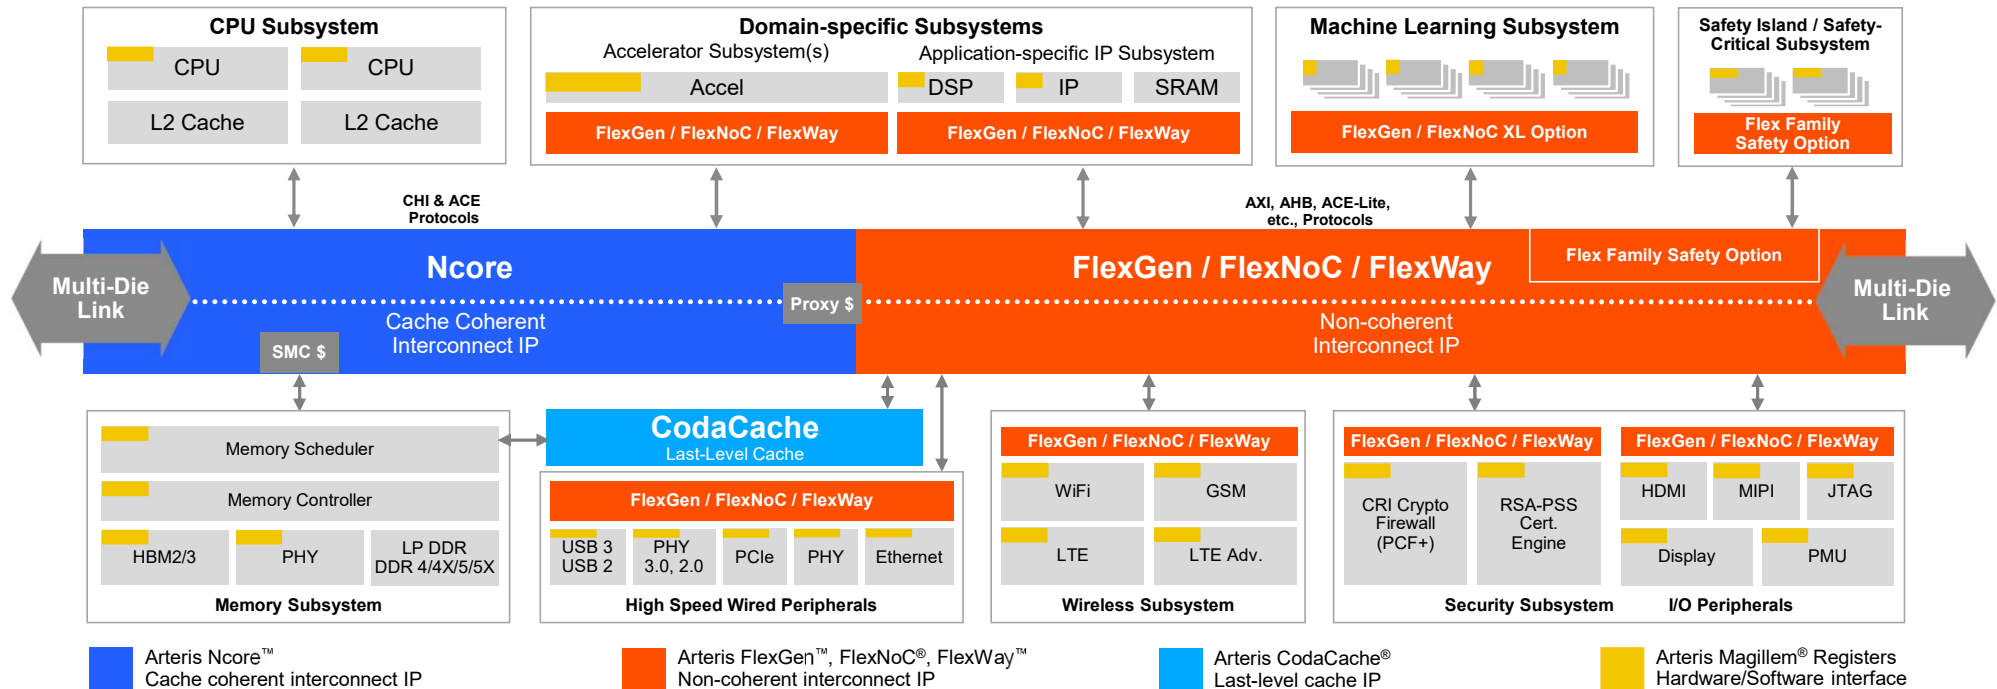 CPU Subsystem
CPU
CPU
L2 Cache
L2 Cache
Domain-specific Subsystems
Accelerator Subsystem(s)
Application-specific IP Subsystem
Accel
DSP
IP
SRAM
FlexGen / FlexNoC / FlexWay
FlexGen / FlexNoC / FlexWay
Machine Learning Subsystem
FlexGen / FlexNoC XL Option
Safety Island / Safety-
Critical Subsystem
Flex Family
Safety Option
CHI & ACE
Protocols
AXI, AHB, ACE-Lite,
etc., Protocols
Multi-Die
Link
Ncore
Cache Coherent
Interconnect IP
SMC $
Proxy $
FlexGen / FlexNoC / FlexWay
Non-coherent
Interconnect IP
Flex Family Safety Option
Multi-Die
Link
Memory Scheduler
Memory Controller
HBM2/3
PHY
LP DDR
DDR 4/4X/5/5X
Memory Subsystem
CodaCache
Last-Level Cache
FlexGen / FlexNoC / FlexWay
USB 3
USB 2
PHY
3.0, 2.0
PCIe
PHY
Ethernet
High Speed Wired Peripherals
FlexGen / FlexNoC / FlexWay
WiFi
GSM
LTE
LTE Adv.
Wireless Subsystem
FlexGen / FlexNoC / FlexWay
CRI Crypto
Firewall
(PCF+)
RSA-PSS
Cert.
Engine
Security Subsystem
FlexGen / FlexNoC / FlexWay
HDMI
MIPI
JTAG
Display
PMU
I/O Peripherals
Arteris Ncore™
Cache coherent interconnect IP
Arteris FlexGen™, FlexNoC®, FlexWay™
Non-coherent interconnect IP
Arteris CodaCache®
Last-level cache IP
Arteris Magillem® Registers
Hardware/Software interface